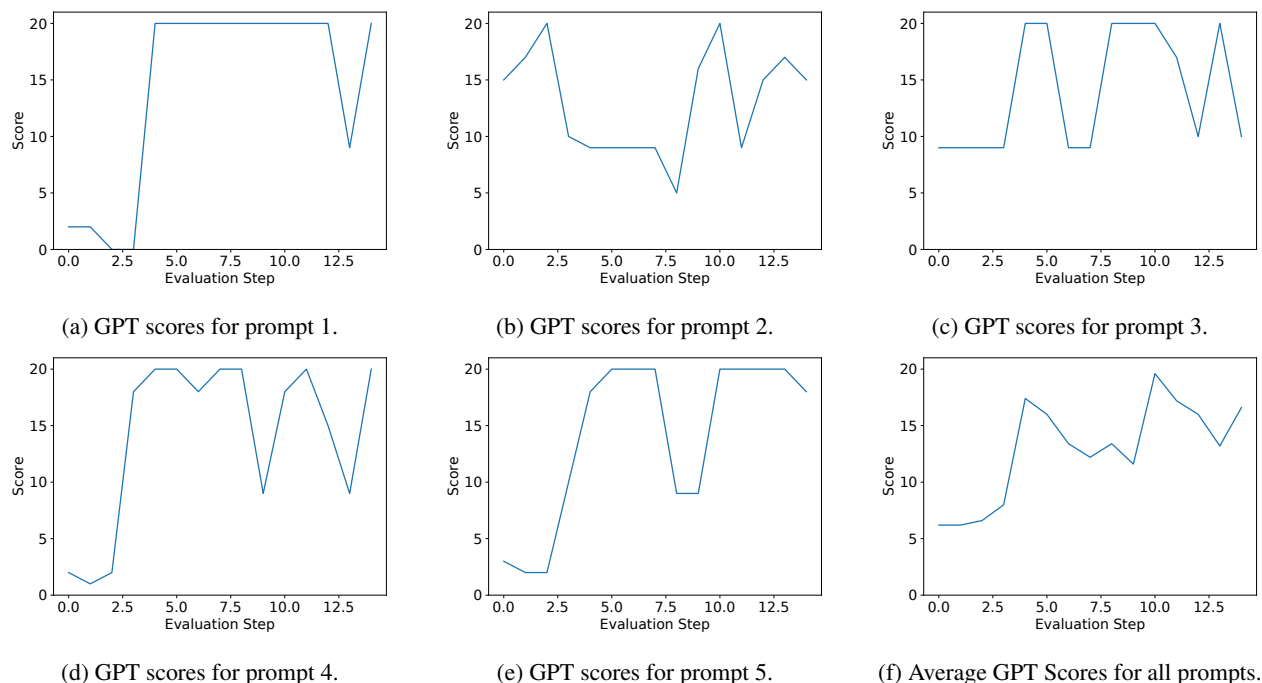 20
15
10
5
0
Score
0.0 2.5 5.0 7.5 10.0 12.5
Evaluation Step
(a) GPT scores for prompt 1.
20
15
10
5
0
Score
0.0 2.5 5.0 7.5 10.0 12.5
Evaluation Step
(b) GPT scores for prompt 2.
20
15
10
5
0
Score
0.0 2.5 5.0 7.5 10.0 12.5
Evaluation Step
(c) GPT scores for prompt 3.
20
15
10
5
0
Score
0.0 2.5 5.0 7.5 10.0 12.5
Evaluation Step
(d) GPT scores for prompt 4.
20
15
10
5
0
Score
0.0 2.5 5.0 7.5 10.0 12.5
Evaluation Step
(e) GPT scores for prompt 5.
20
15
10
5
0
Score
0.0 2.5 5.0 7.5 10.0 12.5
Evaluation Step
(f) Average GPT Scores for all prompts.